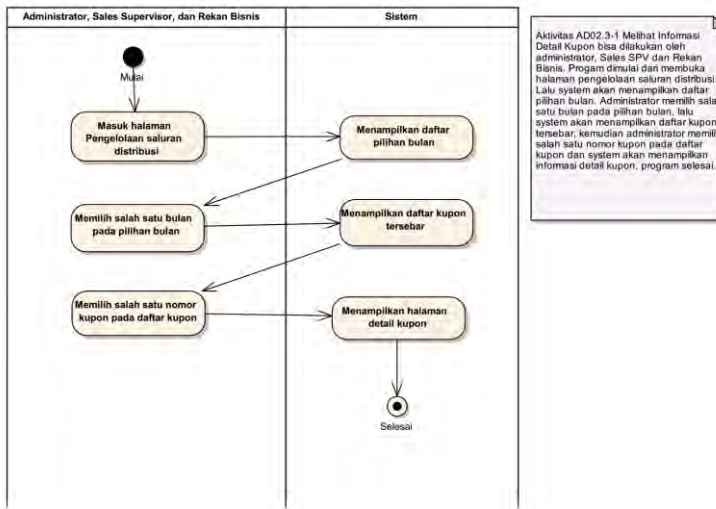 Administrator, Sales Supervisor, dan Rekan Bisnis
Sistem
Mulai
Masuk halaman
Pengelolaan saluran
distribusi
Menampilkan daftar
pilihan bulan
Memilih salah satu bulan
pada pilihan bulan
Menampilkan daftar kupon
tersebar
Memilih salah satu nomor
kupon pada daftar kupon
Menampilkan halaman
detail kupon
Selesai
Aktivitas AD02.3-1 Melihat Informasi
Detail Kupon bisa dilakukan oleh
administrator, Sales SPV dan Rekan
Bisnis. Progam dimulai dari membuka
halaman pengelolaan saluran distribusi.
Lalu system akan menampilkan daftar
pilihan bulan. Administrator memilih sala
satu bulan pada pilihan bulan, lalu
system akan menampilkan daftar kupon
tersebar, kemudian administrator memili
salah satu nomor kupon pada daftar
kupon dan system akan menampilkan
informasi detail kupon, program selesai.